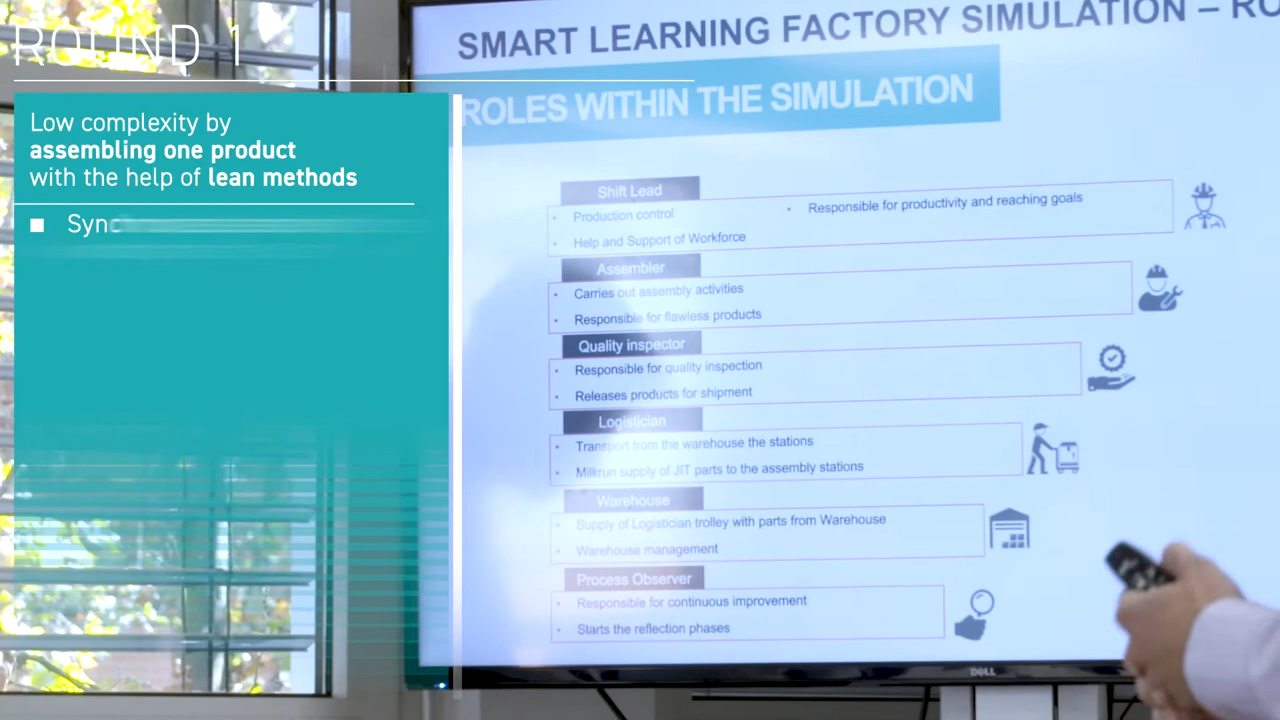 ROUND 1
Low complexity by
assembling one product
with the help of lean methods
SMART LEARNING FACTORY SIMULATION –
ROLES WITHIN THE SIMULATION
Shift Lead
• Production control
• Responsible for productivity and reaching goals
• Help and Support of Workforce
Assembler
• Carries out assembly activities
• Responsible for flawless products
Quality inspector
• Responsible for quality inspection
• Releases products for shipment
Logistician
• Transport from the warehouse the stations
• Milkrun supply of JIT parts to the assembly stations
Warehouse
• Supply of Logistician trolley with parts from Warehouse
• Warehouse management
Process Observer
• Responsible for continuous improvement
• Starts the reflection phases
DELL